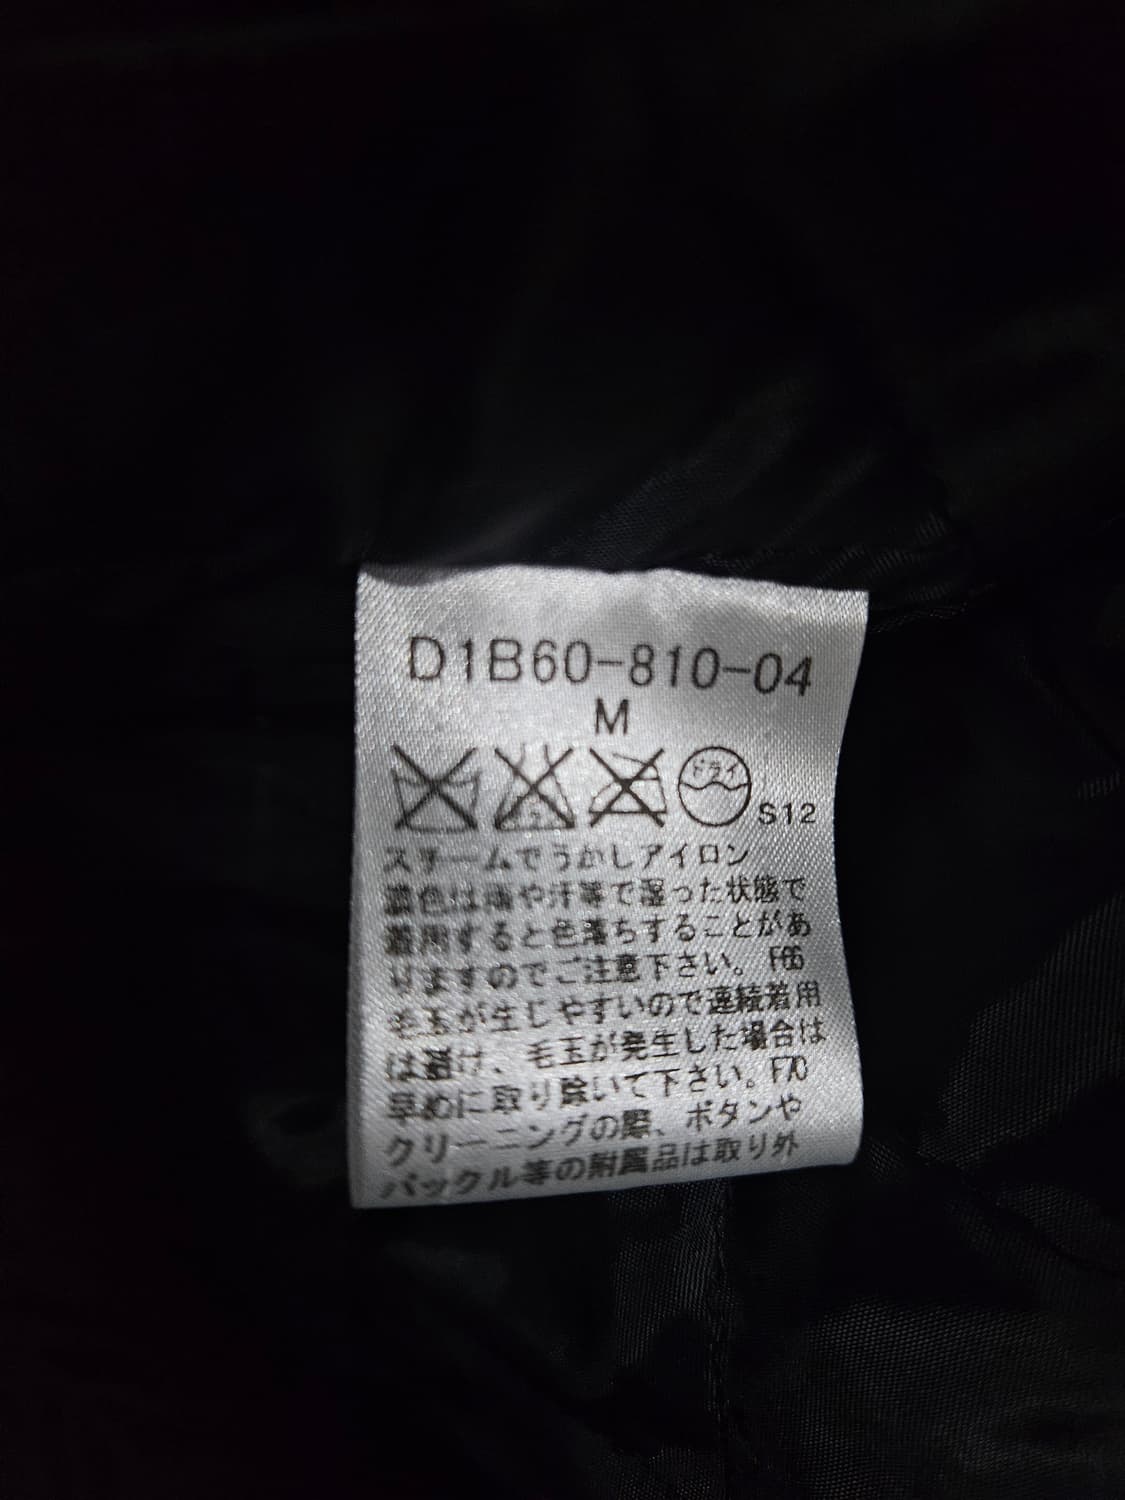 D1B60-810-04
M
ドライ
S12
スチームでうかしアイロン
濃色は雨や汗等で湿った状態で
着用すると色落ちすることがあ
りますのでご注意下さい。F66
毛玉が生じやすいので連続着用
は避け、毛玉が発生した場合は
早めに取り除いて下さい。F70
クリーニングの際、ボタンや
バックル等の附属品は取り外